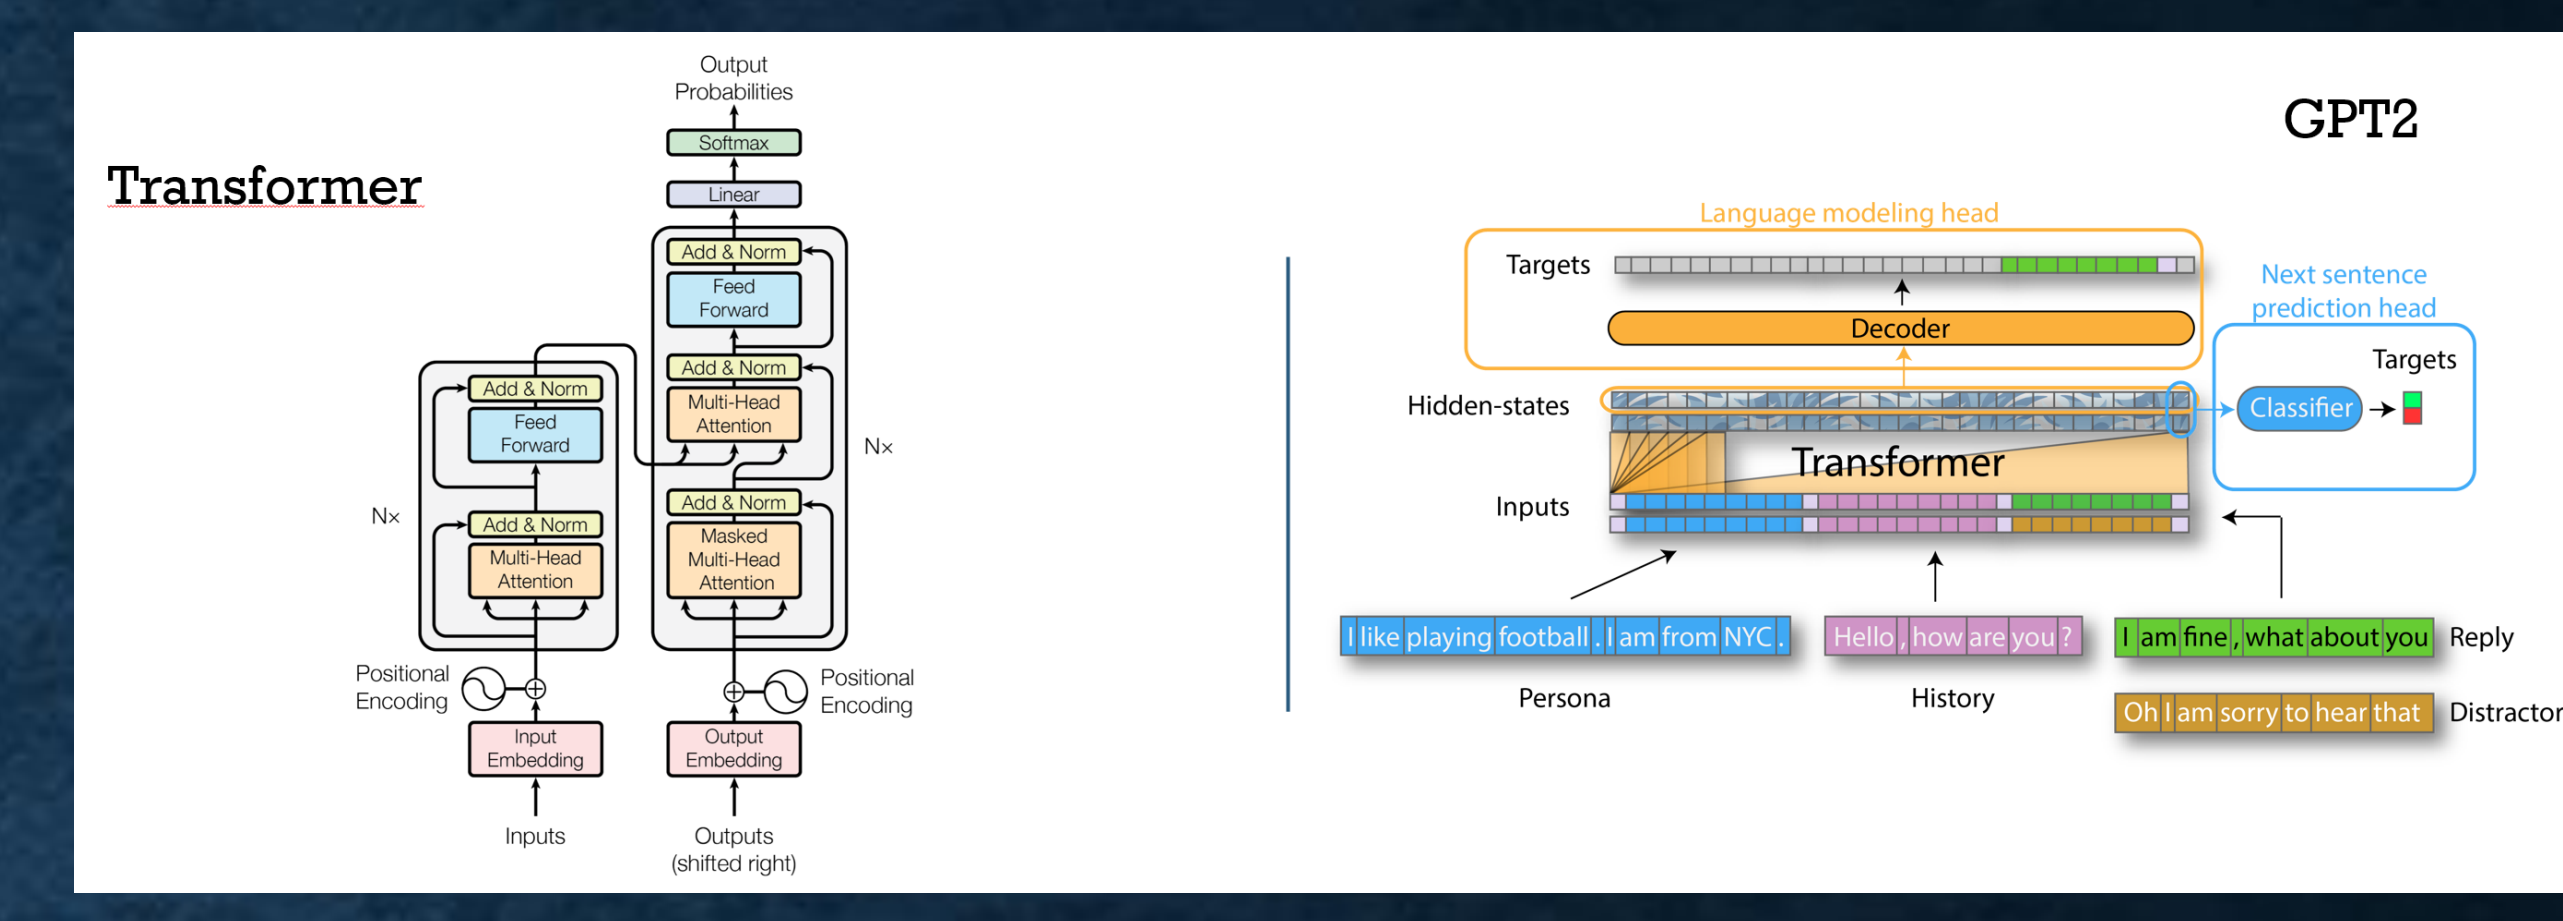 Transformer
Output
Probabilities
Softmax
Linear
Add & Norm
Feed
Forward
Add & Norm
Multi-Head
Attention
Nx
Add & Norm
Masked
Multi-Head
Attention
Add & Norm
Feed
Forward
Nx
Add & Norm
Multi-Head
Attention
Positional
Encoding
Positional
Encoding
Input
Embedding
Output
Embedding
Inputs
Outputs
(shifted right)
GPT2
Language modeling head
Targets
Decoder
Next sentence
prediction head
Targets
Classifier
Hidden-states
Transformer
Inputs
I like playing football . I am from NYC .
Persona
Hello , how are you ?
History
I am fine , what about you
Reply
Oh I am sorry to hear that
Distractor